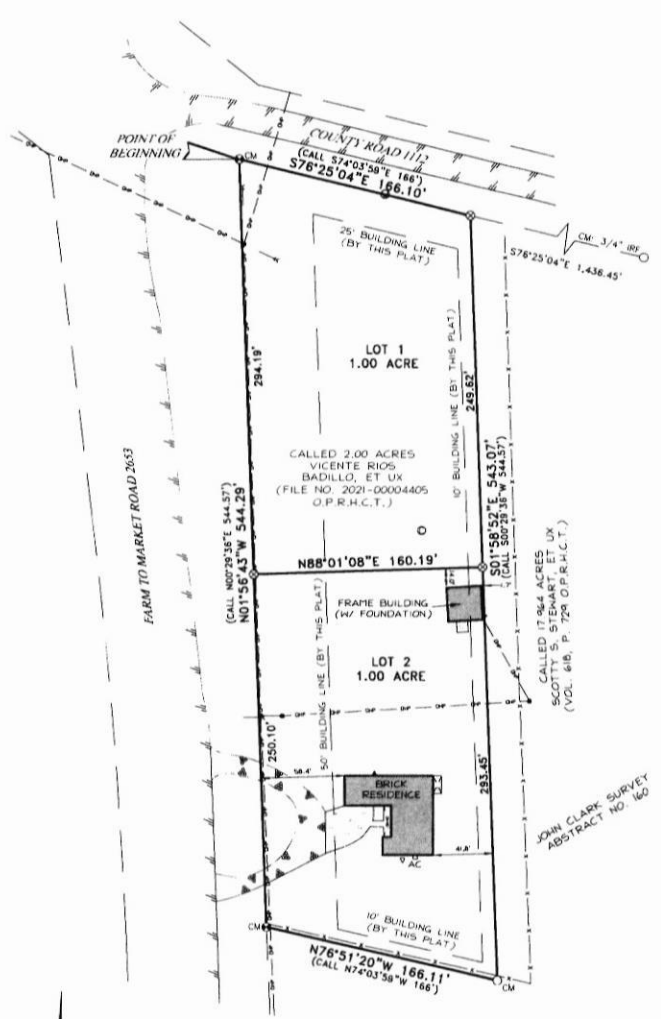 POINT OF
BEGINNING
CM
COUNTY ROAD 1112
(CALL S74°03'58"E 166')
S76°25'04"E 166.10'
CM: 3/4" IRF
S76°25'04"E 1,436.45'
25' BUILDING LINE
(BY THIS PLAT)
LOT 1
1.00 ACRE
294.19'
10' BUILDING LINE (BY THIS PLAT)
249.62'
CALLED 2.00 ACRES
VICENTE RIOS
BADILLO, ET UX
(FILE NO. 2021-00004405
O.P.R.H.C.T.)
FARM TO MARKET ROAD 2653
(CALL N00°29'36"E 544.57')
N01°56'43"W 544.29'
S01°58'52"E 543.07'
(CALL S00°29'36"W 544.57')
N88°01'08"E 160.19'
FRAME BUILDING
(W/ FOUNDATION)
CALLED 17.964 ACRES
SCOTTY S. STEWART, ET UX
(VOL. 618, P. 729 O.P.R.H.C.T.)
LOT 2
1.00 ACRE
50' BUILDING LINE (BY THIS PLAT)
250.10'
293.45'
58.4'
BRICK
RESIDENCE
41.8'
AC
JOHN CLARK SURVEY
ABSTRACT NO. 160
10' BUILDING LINE
(BY THIS PLAT)
CM
N76°51'20"W 166.11'
(CALL N74°03'58"W 166')
CM